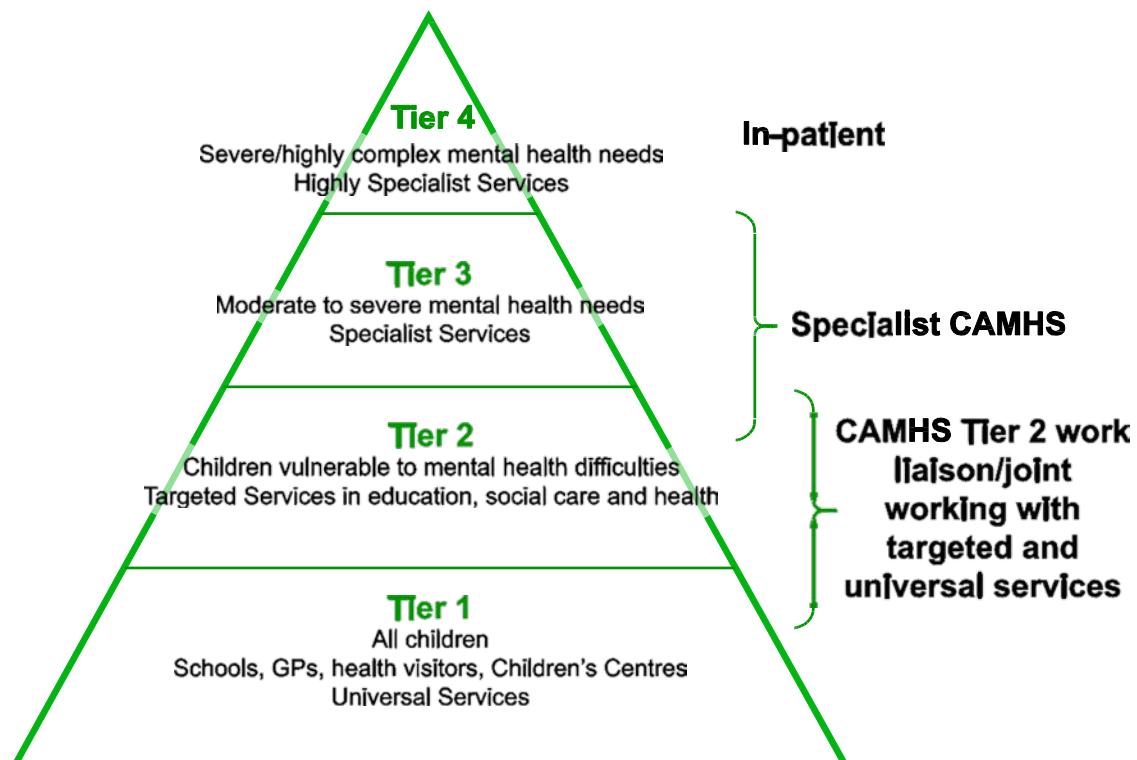 Tier 4
Severe/highly complex mental health needs
Highly Specialist Services
In-patient
Tier 3
Moderate to severe mental health needs
Specialist Services
Specialist CAMHS
Tier 2
Children vulnerable to mental health difficulties
Targeted Services in education, social care and health
CAMHS Tier 2 work
liaison/joint
working with
targeted and
universal services
Tier 1
All children
Schools, GPs, health visitors, Children's Centres
Universal Services